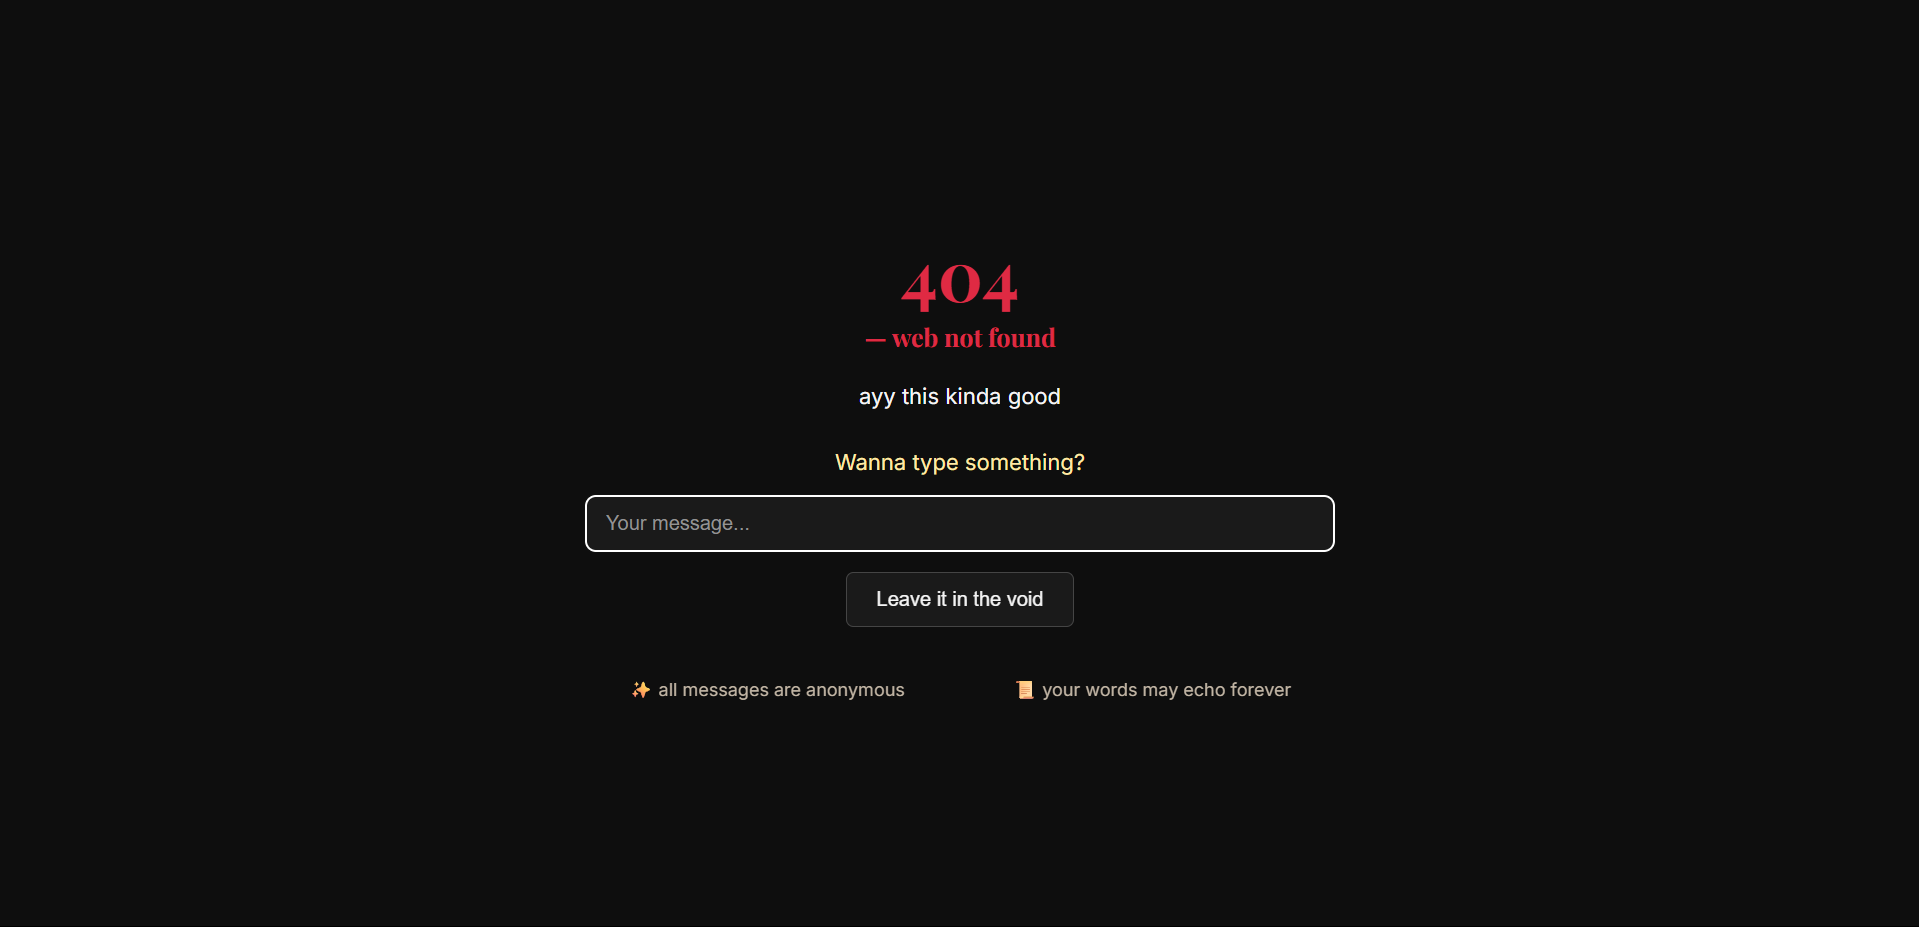 404
— web not found
ayy this kinda good
Wanna type something?
Your message...
Leave it in the void
✨ all messages are anonymous
📜 your words may echo forever